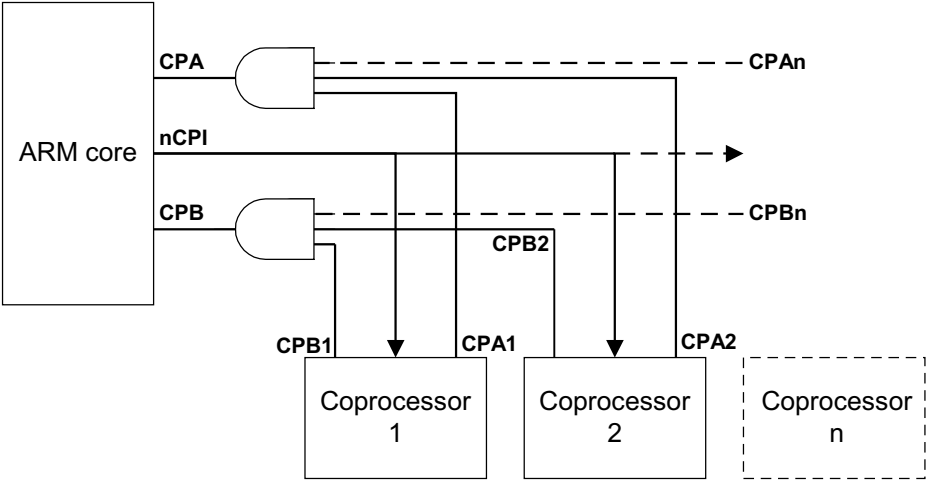 CPA
CPAn
nCPI
ARM core
CPB
CPBn
CPB2
CPB1
CPA1
CPA2
Coprocessor
1
Coprocessor
2
Coprocessor
n